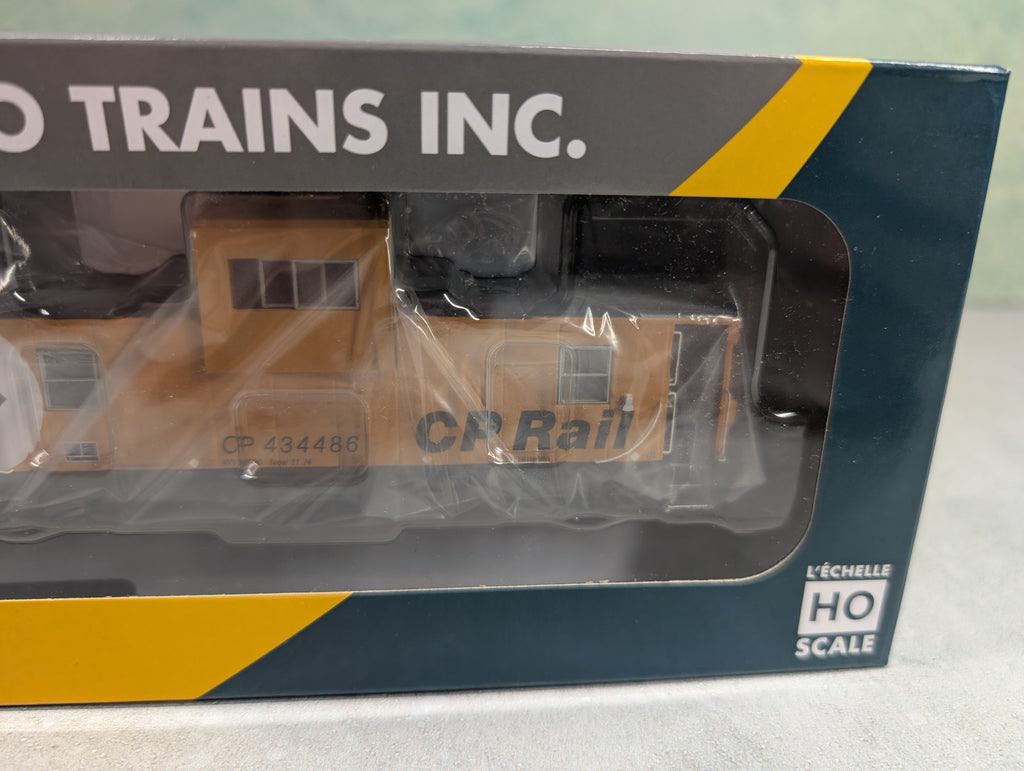 O TRAINS INC.
CP 434486
CP Rail
L'ÉCHELLE
HO
SCALE